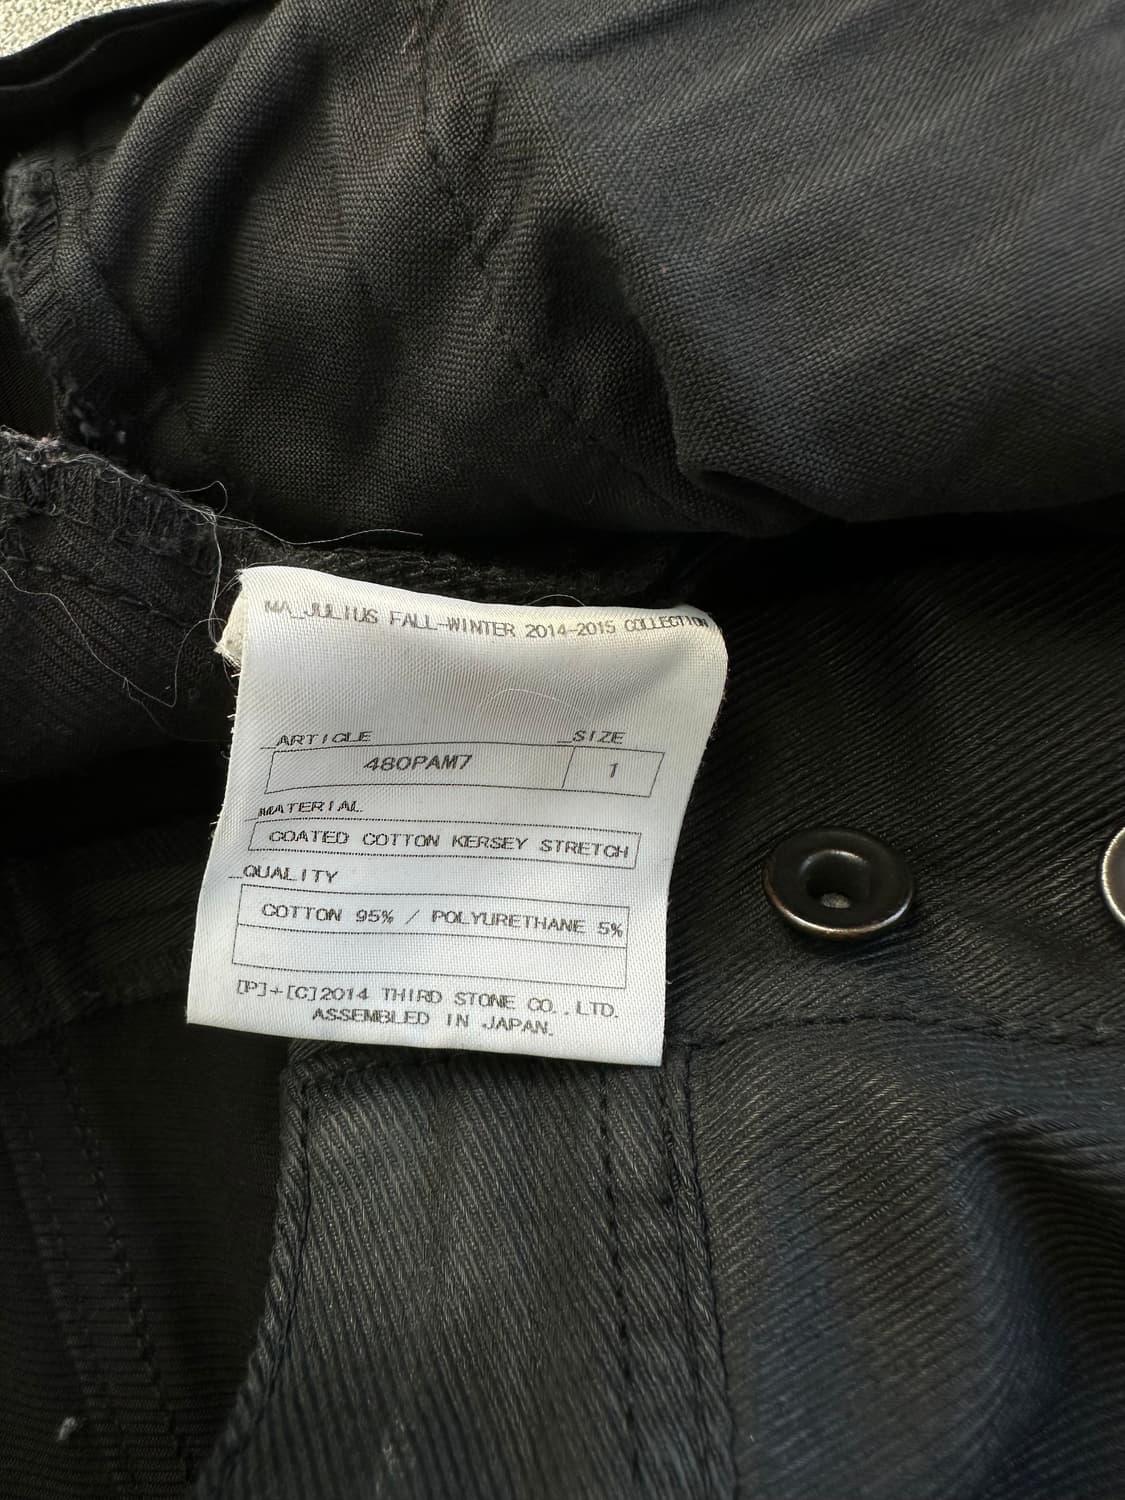 MA_JULIUS FALL-WINTER 2014-2015 COLLECTION
_ARTICLE _SIZE
480PAM7 1
_MATERIAL
COATED COTTON KERSEY STRETCH
_QUALITY
COTTON 95% / POLYURETHANE 5%
[P]+[C]2014 THIRD STONE CO.,LTD.
ASSEMBLED IN JAPAN.